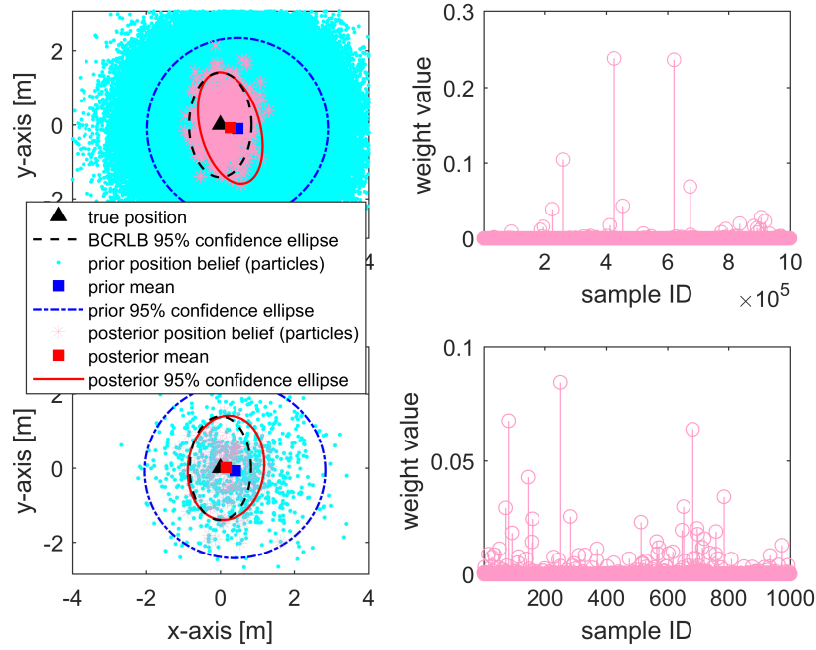 2
0
-2
y-axis [m]
-4
-2
0
2
4
true position
BCRLB 95% confidence ellipse
prior position belief (particles)
prior mean
prior 95% confidence ellipse
posterior position belief (particles)
posterior mean
posterior 95% confidence ellipse
0
-2
y-axis [m]
-4
-2
0
2
4
x-axis [m]
0.3
0.2
0.1
0
weight value
2
4
6
8
10
sample ID
×10^5
0.1
0.05
0
weight value
200
400
600
800
1000
sample ID